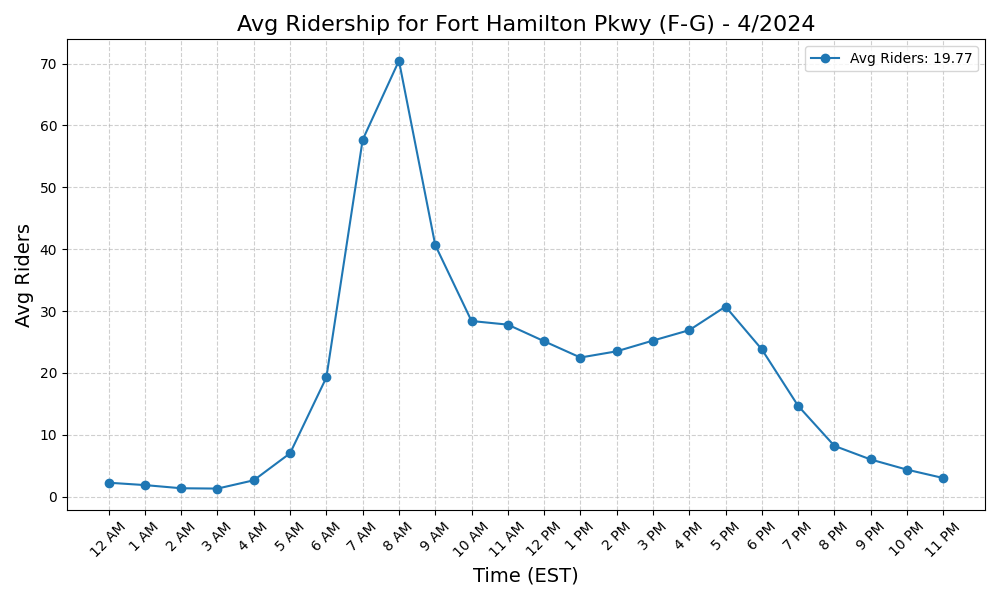 Avg Ridership for Fort Hamilton Pkwy (F-G) - 4/2024
Avg Riders: 19.77
70
60
50
40
30
20
10
0
Avg Riders
12 AM
1 AM
2 AM
3 AM
4 AM
5 AM
6 AM
7 AM
8 AM
9 AM
10 AM
11 AM
12 PM
1 PM
2 PM
3 PM
4 PM
5 PM
6 PM
7 PM
8 PM
9 PM
10 PM
11 PM
Time (EST)